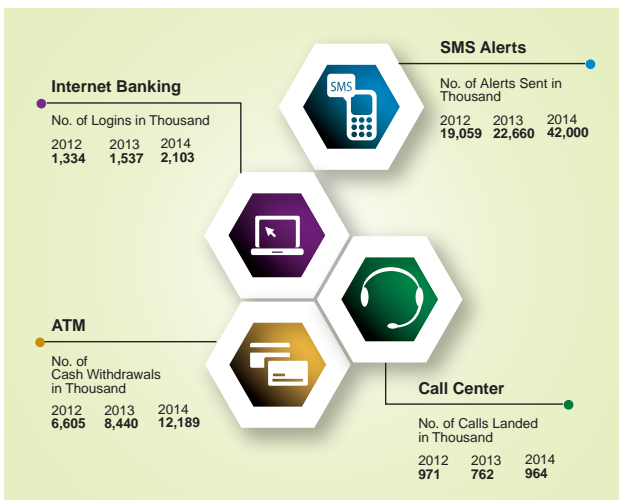 Internet Banking
No. of Logins in Thousand
2012 2013 2014
1,334 1,537 2,103
SMS Alerts
No. of Alerts Sent in
Thousand
2012 2013 2014
19,059 22,660 42,000
SMS
ATM
No. of
Cash Withdrawals
in Thousand
2012 2013 2014
6,605 8,440 12,189
Call Center
No. of Calls Landed
in Thousand
2012 2013 2014
971 762 964